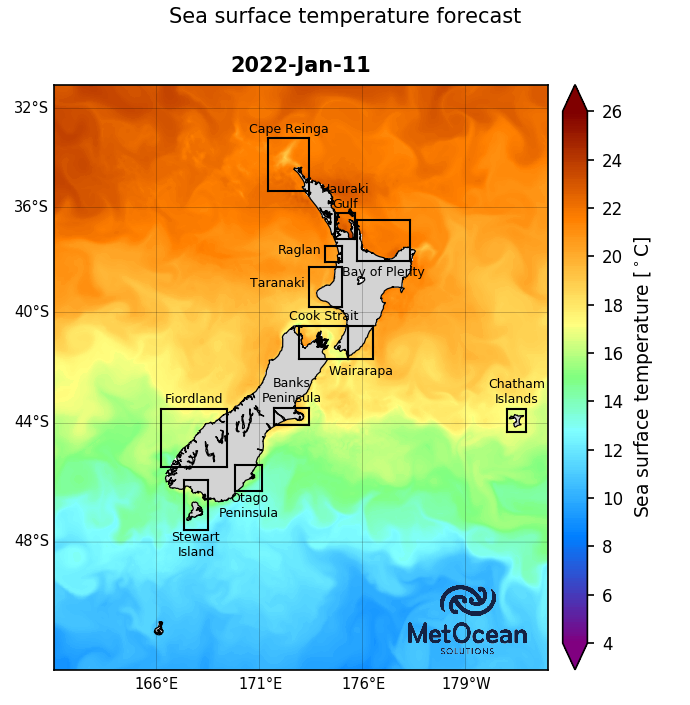 Sea surface temperature forecast
2022-Jan-11
32°S
36°S
40°S
44°S
48°S
166°E
171°E
176°E
179°W
Cape Reinga
Hauraki
Gulf
Raglan
Bay of Plenty
Taranaki
Cook Strait
Wairarapa
Banks
Peninsula
Chatham
Islands
Fiordland
Otago
Peninsula
Stewart
Island
MetOcean
SOLUTIONS
26
24
22
20
18
16
14
12
10
8
6
4
Sea surface temperature [°C]